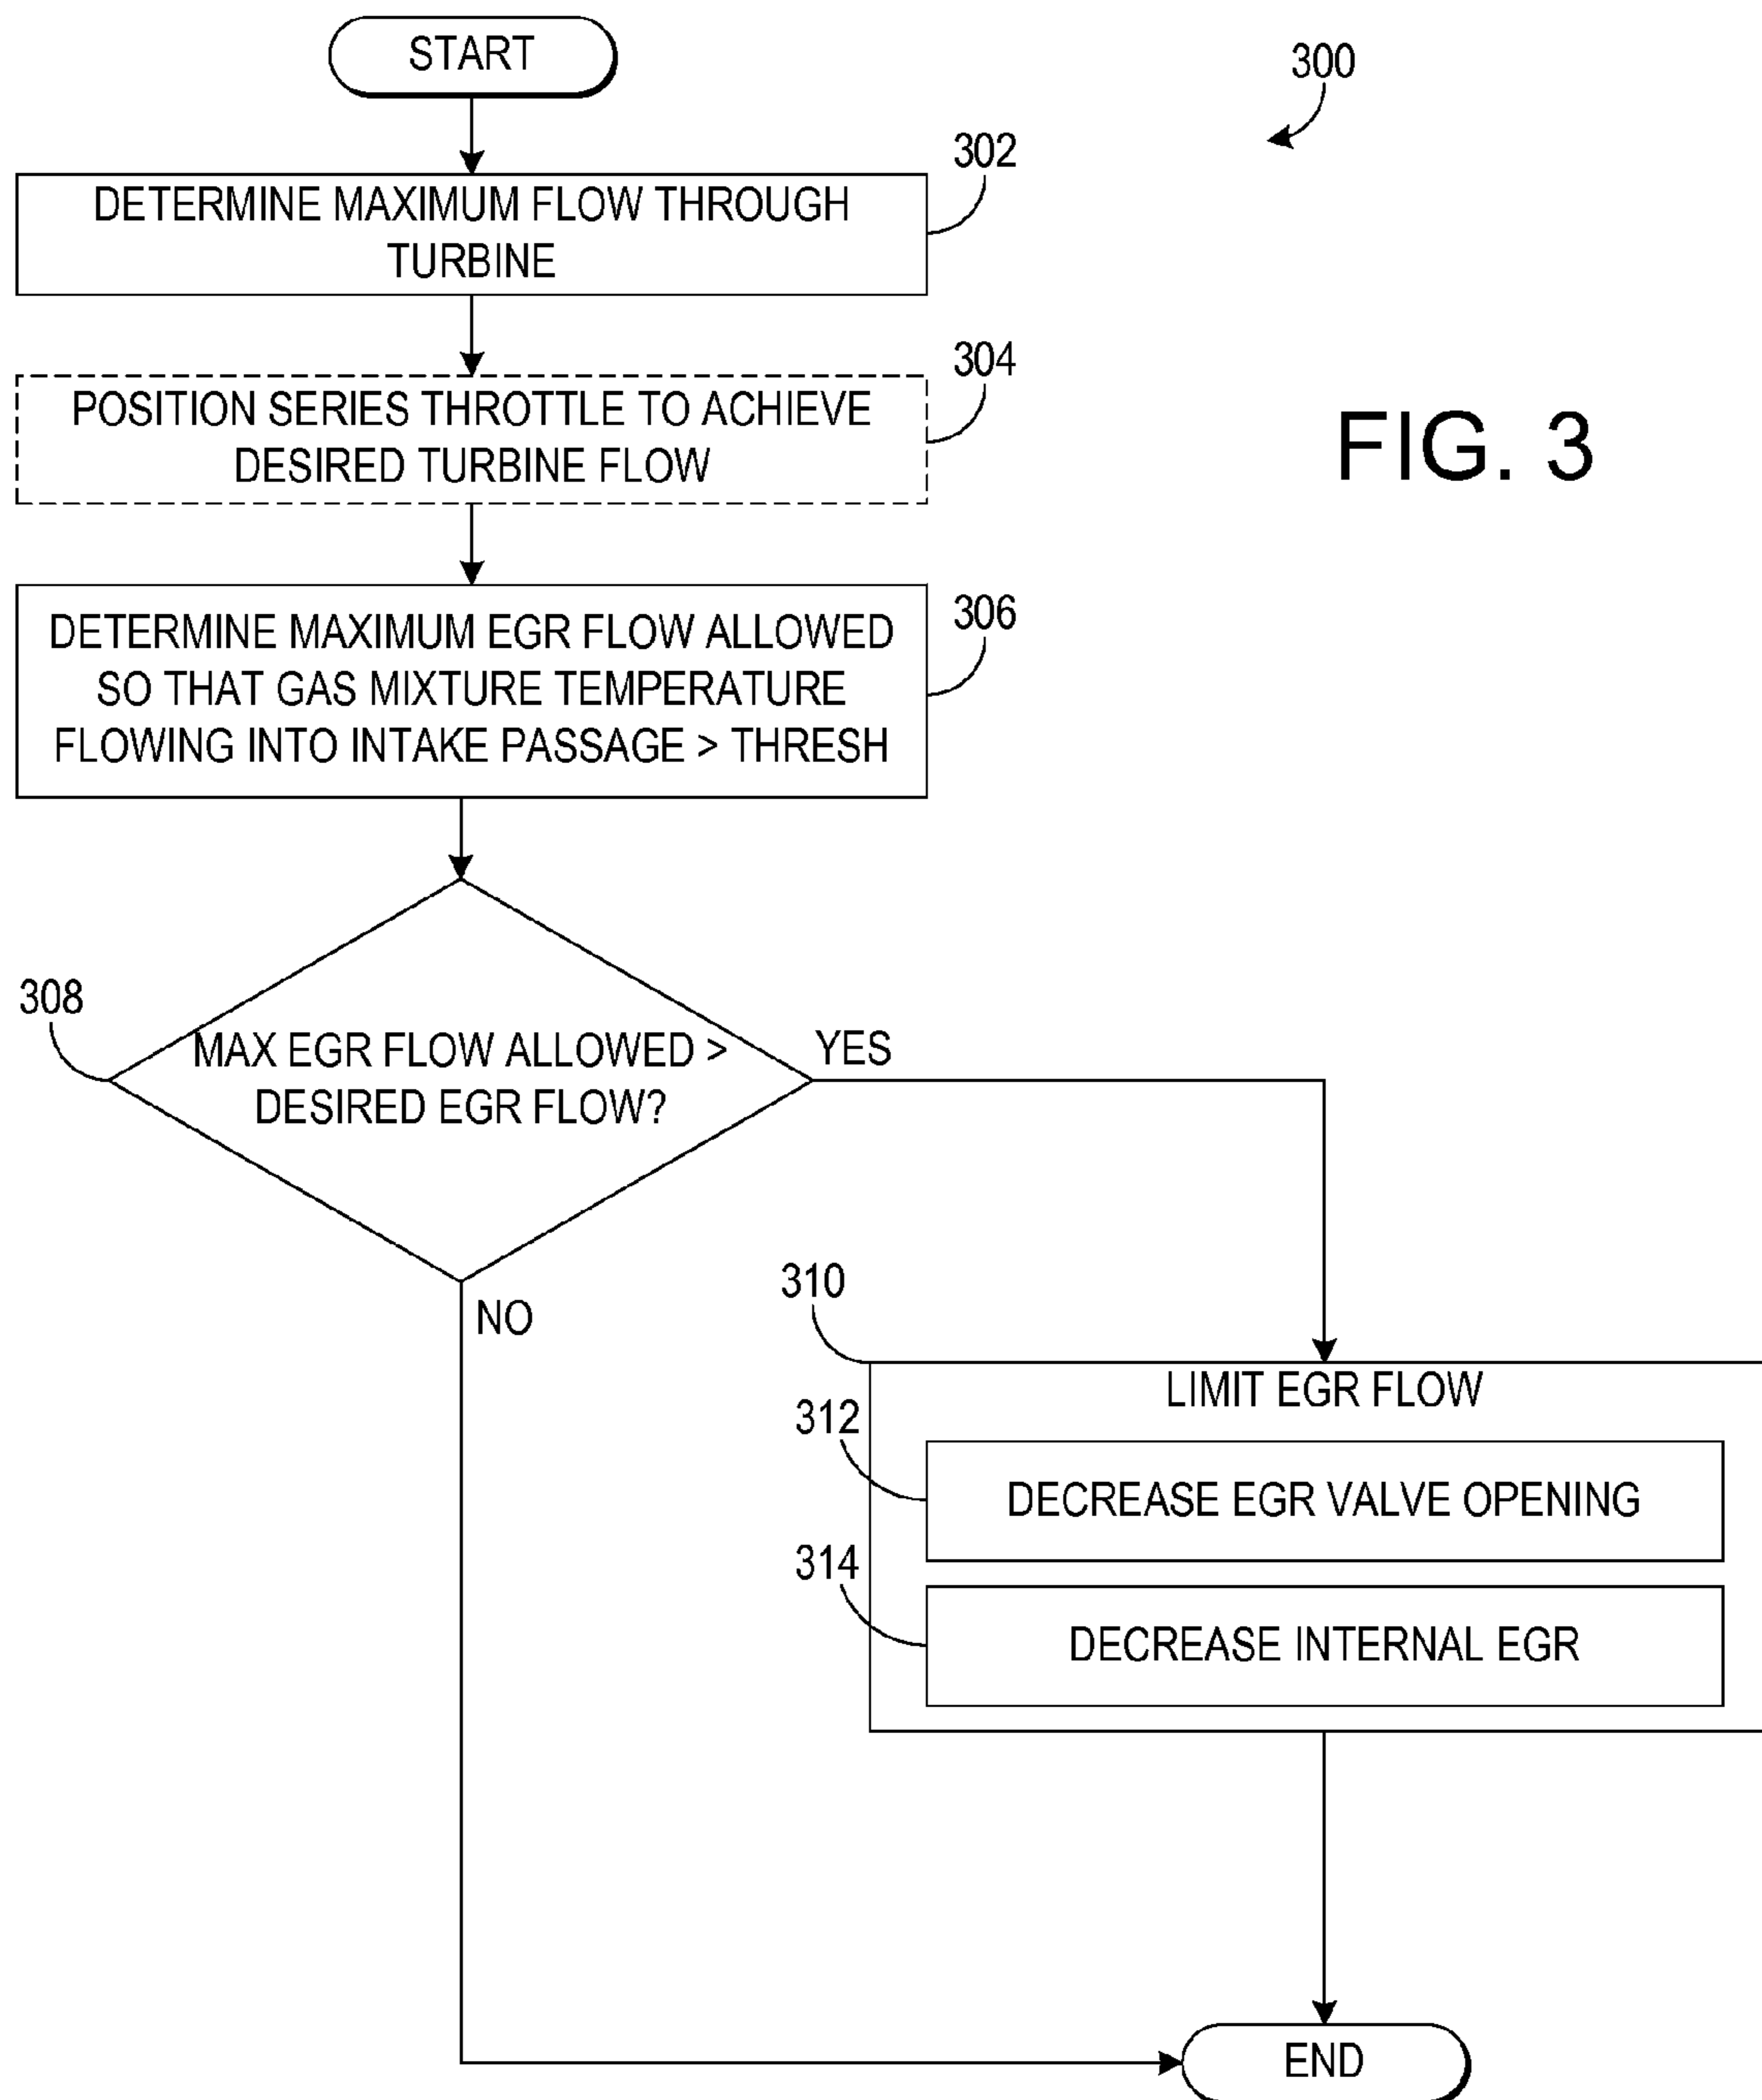 START
300
302
DETERMINE MAXIMUM FLOW THROUGH
TURBINE
304
POSITION SERIES THROTTLE TO ACHIEVE
DESIRED TURBINE FLOW
FIG. 3
306
DETERMINE MAXIMUM EGR FLOW ALLOWED
SO THAT GAS MIXTURE TEMPERATURE
FLOWING INTO INTAKE PASSAGE > THRESH
308
MAX EGR FLOW ALLOWED >
DESIRED EGR FLOW?
YES
NO
310
LIMIT EGR FLOW
312
DECREASE EGR VALVE OPENING
314
DECREASE INTERNAL EGR
END